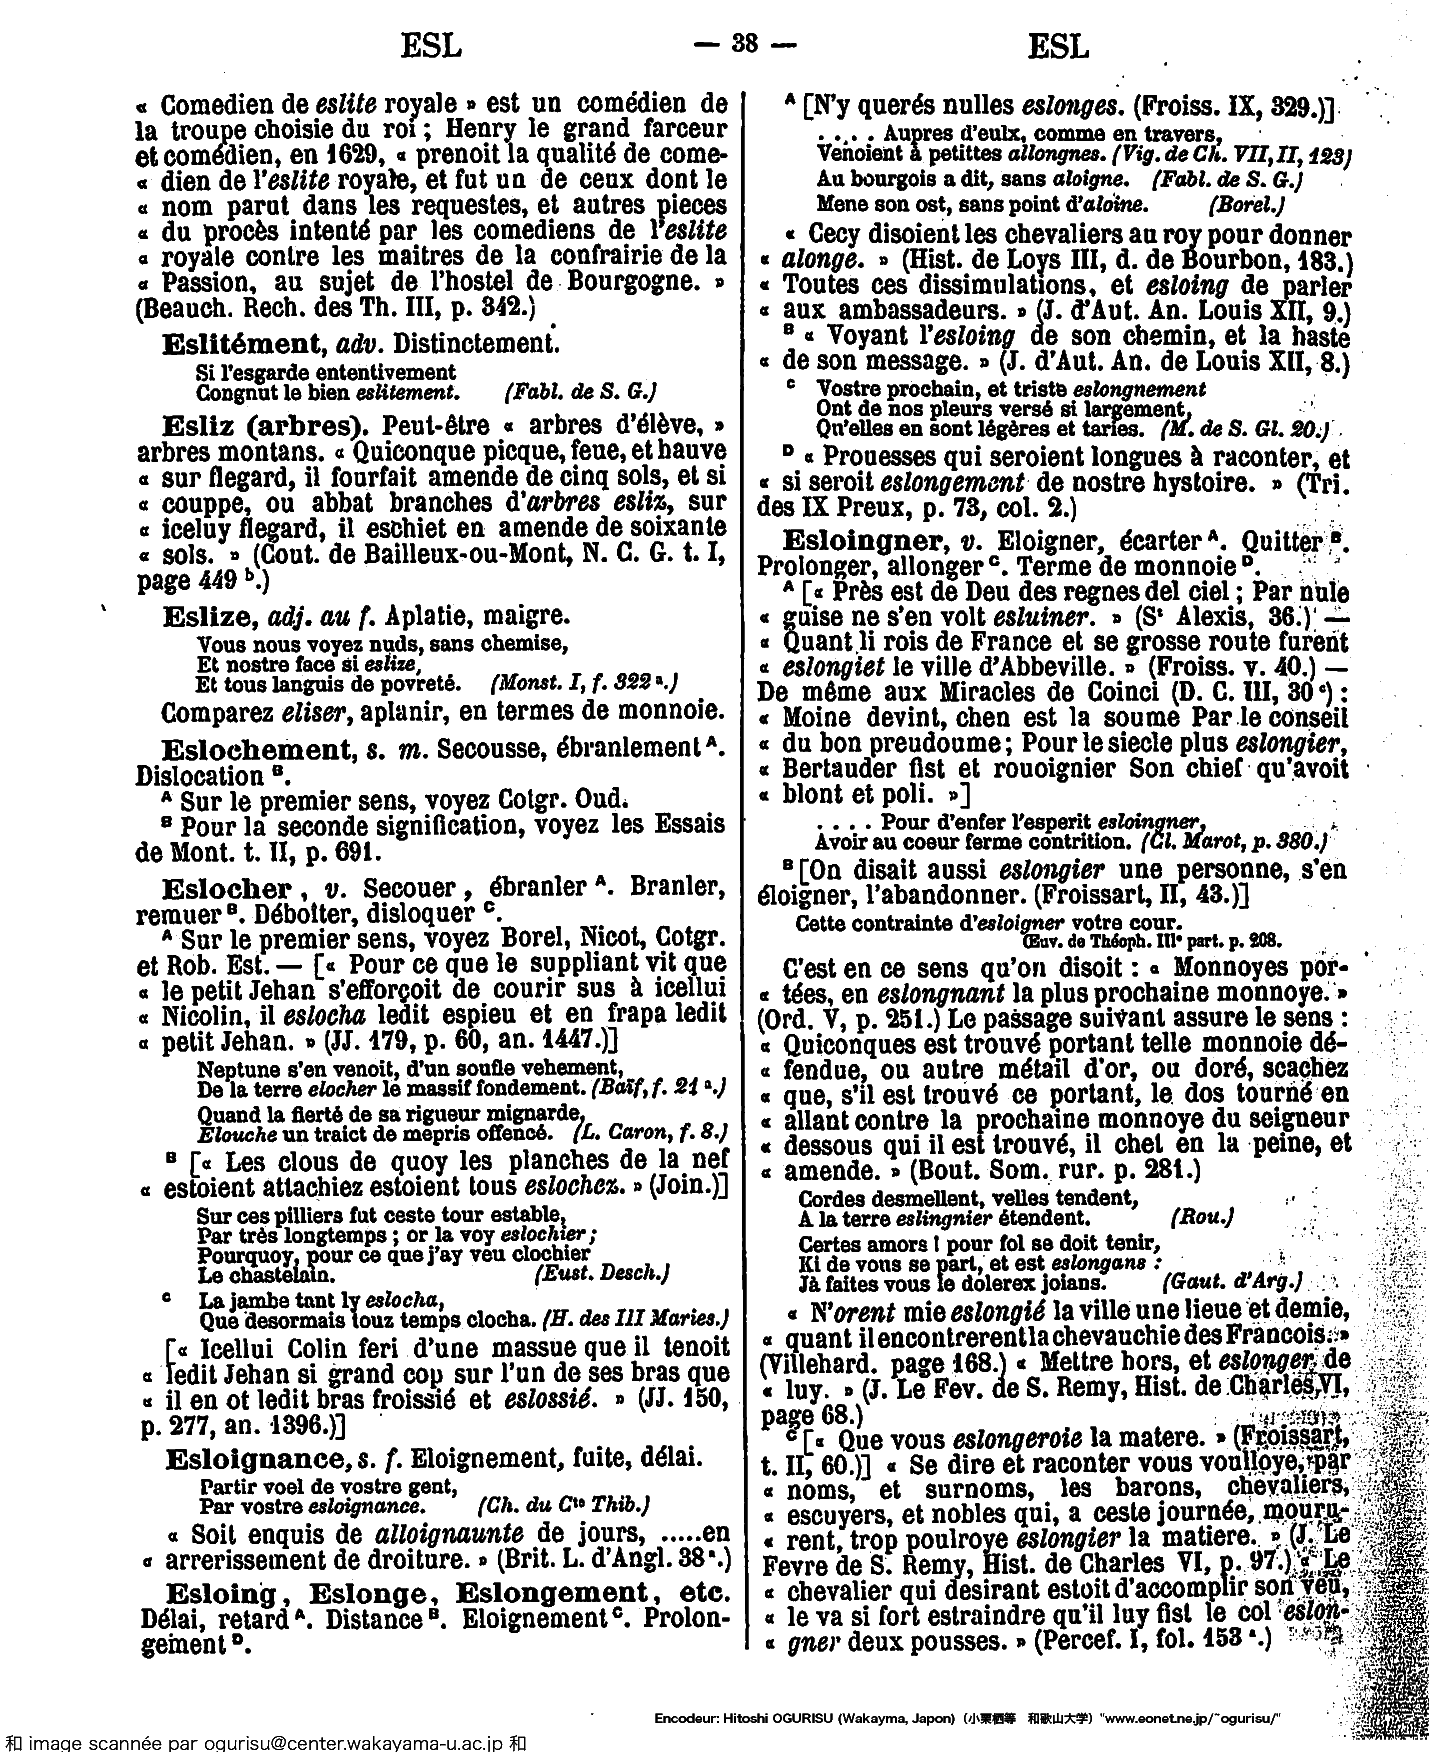 ESL — 38 — ESL
« Comedien de eslite royale » est un comédien de
la troupe choisie du roi ; Henry le grand farceur
et comédien, en 1629, « prenoit la qualité de come-
« dien de l'eslite royale, et fut un de ceux dont le
« nom parut dans les requestes, et autres pieces
« du procès intenté par les comediens de l'eslite
« royale contre les maitres de la confrairie de la
« Passion, au sujet de l'hostel de Bourgogne. »
(Beauch. Rech. des Th. III, p. 342.)
Eslitément, adv. Distinctement.
Si l'esgarde ententivement
Congnut le bien eslitement. (Fabl. de S. G.)
Esliz (arbres). Peut-être « arbres d'élève, »
arbres montans. « Quiconque picque, feue, et hauve
« sur flegard, il fourfait amende de cinq sols, et si
« couppe, ou abbat branches d'arbres esliz, sur
« iceluy flegard, il eschiet en amende de soixante
« sols. » (Cout. de Bailleux-ou-Mont, N. C. G. t. I,
page 449 b.)
Eslize, adj. au f. Aplatie, maigre.
Vous nous voyez nuds, sans chemise,
Et nostre face si eslize,
Et tous languis de povreté. (Monst. I, f. 322 a.)
Comparez eliser, aplanir, en termes de monnoie.
Eslochement, s. m. Secousse, ébranlement A.
Dislocation B.
A Sur le premier sens, voyez Cotgr. Oud.
B Pour la seconde signification, voyez les Essais
de Mont. t. II, p. 691.
Eslocher, v. Secouer, ébranler A. Branler,
remuer B. Déboîter, disloquer C.
A Sur le premier sens, voyez Borel, Nicot, Cotgr.
et Rob. Est. — [« Pour ce que le suppliant vit que
« le petit Jehan s'efforçoit de courir sus à icellui
« Nicolin, il eslocha ledit espieu et en frapa ledit
« petit Jehan. » (JJ. 179, p. 60, an. 1447.)]
Neptune s'en venoit, d'un soufle vehement,
De la terre elocher le massif fondement. (Baïf, f. 21 a.)
Quand la fierté de sa rigueur mignarde,
Elouche un traict de mepris offencé. (L. Caron, f. 8.)
B [« Les clous de quoy les planches de la nef
« estoient attachiez estoient tous eslochez. » (Join.)]
Sur ces pilliers fut ceste tour estable,
Par très longtemps ; or la voy eslochier ;
Pourquoy, pour ce que j'ay veu clochier
Le chastelain. (Eust. Desch.)
C La jambe tant ly eslocha,
Que desormais touz temps clocha. (H. des III Maries.)
[« Icellui Colin feri d'une massue que il tenoit
« ledit Jehan si grand cop sur l'un de ses bras que
« il en ot ledit bras froissié et eslossié. » (JJ. 150,
p. 277, an. 1396.)]
Esloignance, s. f. Eloignement, fuite, délai.
Partir voel de vostre gent,
Par vostre esloignance. (Ch. du Cte Thib.)
« Soit enquis de alloignaunte de jours, .....en
« arrerissement de droiture. » (Brit. L. d'Angl. 38 a.)
Esloing, Eslonge, Eslongement, etc.
Délai, retard A. Distance B. Eloignement C. Prolon-
gement D.
A [N'y querés nulles eslonges. (Froiss. IX, 329.)]
. . . . Aupres d'eulx, comme en travers,
Venoient à petittes allongnes. (Vig. de Ch. VII, II, 123)
Au bourgois a dit, sans aloigne. (Fabl. de S. G.)
Mene son ost, sans point d'aloine. (Borel.)
« Cecy disoient les chevaliers au roy pour donner
« alonge. » (Hist. de Loys III, d. de Bourbon, 183.)
« Toutes ces dissimulations, et esloing de parler
« aux ambassadeurs. » (J. d'Aut. An. Louis XII, 9.)
B « Voyant l'esloing de son chemin, et la haste
« de son message. » (J. d'Aut. An. de Louis XII, 8.)
C Vostre prochain, et triste eslongnement
Ont de nos pleurs versé si largement,
Qu'elles en sont légères et taries. (M. de S. Gl. 20.)
D « Prouesses qui seroient longues à raconter, et
« si seroit eslongement de nostre hystoire. » (Tri.
des IX Preux, p. 73, col. 2.)
Esloingner, v. Eloigner, écarter A. Quitter B.
Prolonger, allonger C. Terme de monnoie D.
A [« Près est de Deu des regnes del ciel ; Par nule
« guise ne s'en volt esluiner. » (St Alexis, 36.) —
« Quant li rois de France et se grosse route furent
« eslongiet le ville d'Abbeville. » (Froiss. v. 40.) —
De même aux Miracles de Coinci (D. C. III, 30 c) :
« Moine devint, chen est la soume Par le conseil
« du bon preudoume ; Pour le siecle plus eslongier,
« Bertauder fist et rouoignier Son chief qu'avoit
« blont et poli. »]
. . . . Pour d'enfer l'esperit esloingner,
Avoir au coeur ferme contrition. (Cl. Marot, p. 380.)
B [On disait aussi eslongier une personne, s'en
éloigner, l'abandonner. (Froissart, II, 43.)]
Cette contrainte d'esloigner votre cour.
Œuv. de Théoph. IIIe part. p. 208.
C'est en ce sens qu'on disoit : « Monnoyes por-
« tées, en eslongnant la plus prochaine monnoye. »
(Ord. V, p. 251.) Le passage suivant assure le sens :
« Quiconques est trouvé portant telle monnoie dé-
« fendue, ou autre métail d'or, ou doré, scachez
« que, s'il est trouvé ce portant, le dos tourné en
« allant contre la prochaine monnoye du seigneur
« dessous qui il est trouvé, il chet en la peine, et
« amende. » (Bout. Som. rur. p. 281.)
Cordes desmellent, velles tendent,
A la terre eslingnier étendent. (Rou.)
Certes amors ! pour fol se doit tenir,
Ki de vous se part, et est eslongans :
Jà faites vous le dolerex joians. (Gaut. d'Arg.)
« N'orent mie eslongié la ville une lieue et demie,
« quant il encontrerent la chevauchie des Francois. »
(Villehard. page 168.) « Mettre hors, et eslonger de
« luy. » (J. Le Fev. de S. Remy, Hist. de Charles VI,
page 68.)
C [« Que vous eslongeroie la matere. » (Froissart,
t. II, 60.)] « Se dire et raconter vous voulloye, par
« noms, et surnoms, les barons, chevaliers,
« escuyers, et nobles qui, a ceste journée, mouru-
« rent, trop poulroye eslongier la matiere. » (J. Le
Fevre de S. Remy, Hist. de Charles VI, p. 97.) « Le
« chevalier qui desirant estoit d'accomplir son veu,
« le va si fort estraindre qu'il luy fist le col eslon-
« gner deux pousses. » (Percef. I, fol. 153 a.)
Encodeur: Hitoshi OGURISU (Wakayma, Japon) (小栗栖等 和歌山大学) "www.eonet.ne.jp/~ogurisu/"
和 image scannée par ogurisu@center.wakayama-u.ac.jp 和